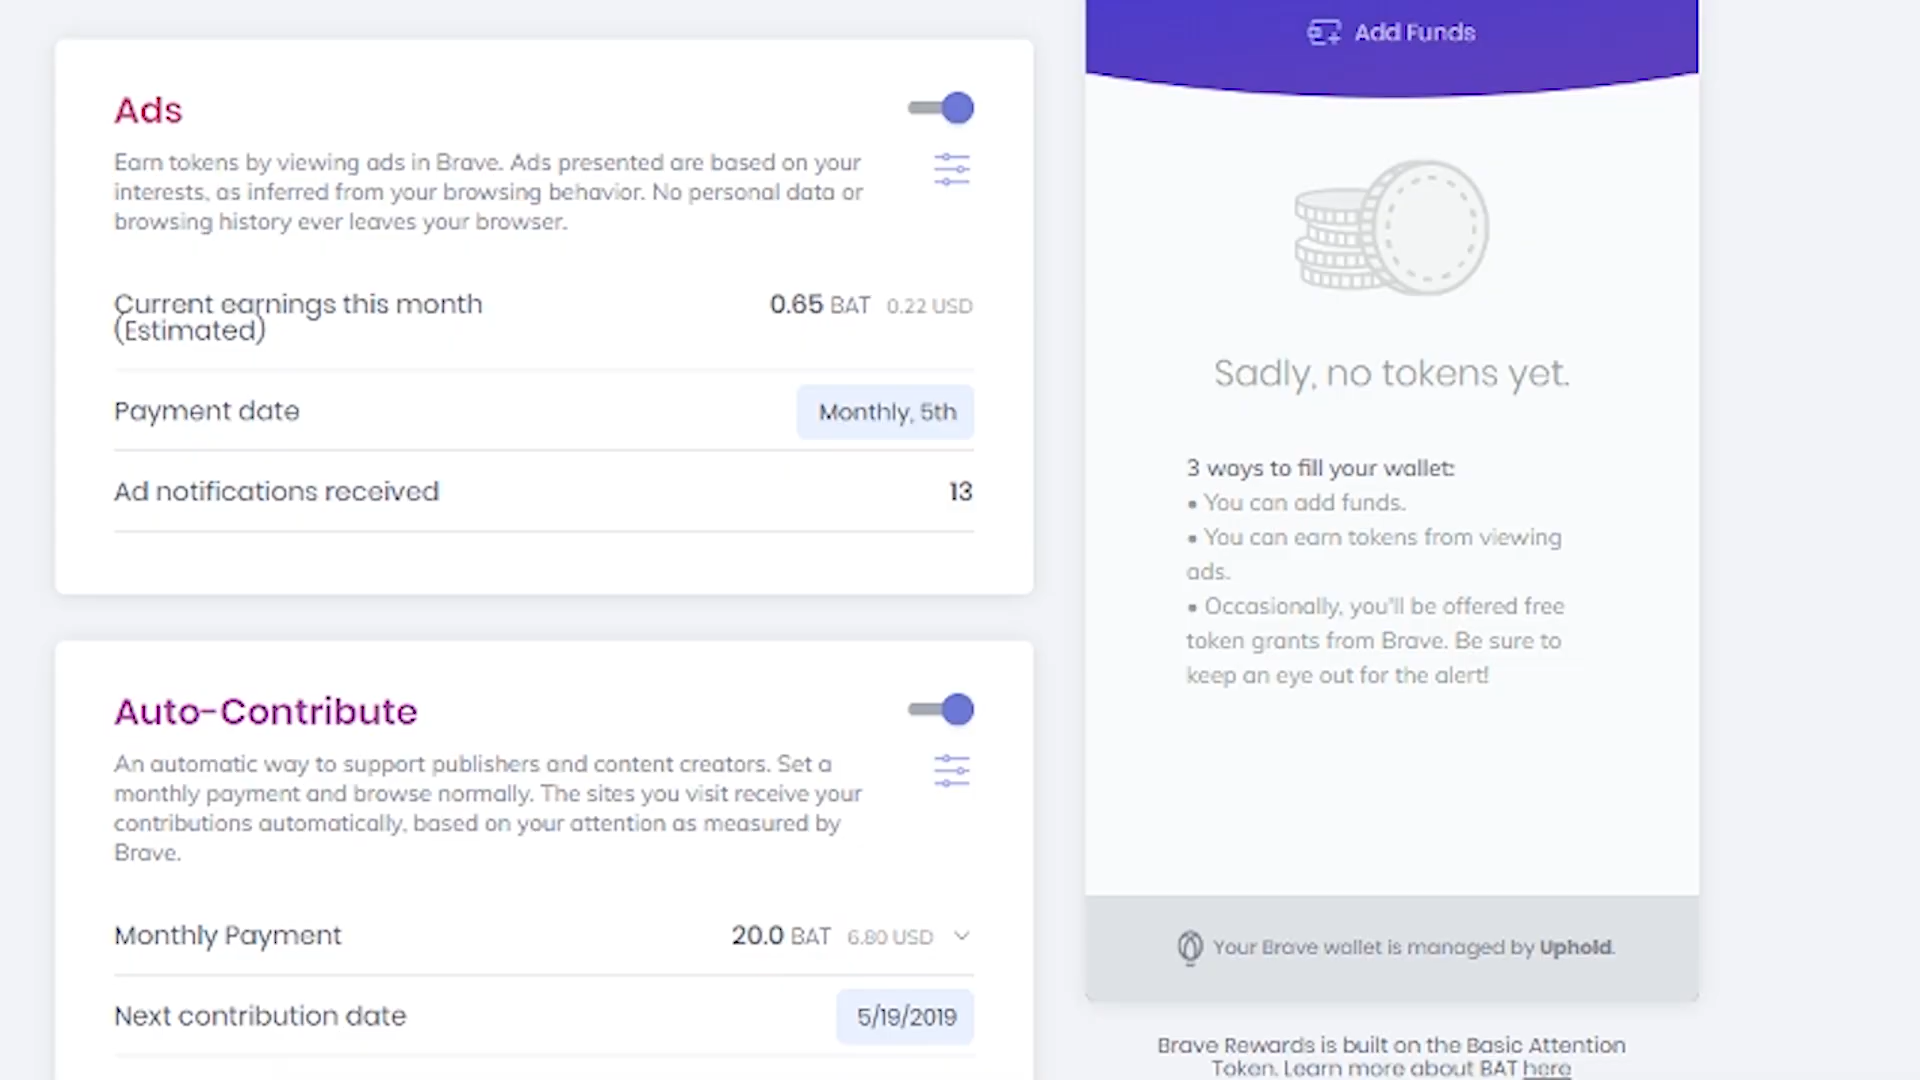 Ads
Earn tokens by viewing ads in Brave. Ads presented are based on your
interests, as inferred from your browsing behavior. No personal data or
browsing history ever leaves your browser.
Current earnings this month
(Estimated)
0.65 BAT 0.22 USD
Payment date
Monthly, 5th
Ad notifications received
13
Auto-Contribute
An automatic way to support publishers and content creators. Set a
monthly payment and browse normally. The sites you visit receive your
contributions automatically, based on your attention as measured by
Brave.
Monthly Payment
20.0 BAT 6.80 USD
Next contribution date
5/19/2019
Add Funds
Sadly, no tokens yet.
3 ways to fill your wallet:
▪ You can add funds.
▪ You can earn tokens from viewing
ads.
▪ Occasionally, you'll be offered free
token grants from Brave. Be sure to
keep an eye out for the alert!
Your Brave wallet is managed by Uphold.
Brave Rewards is built on the Basic Attention
Token. Learn more about BAT here